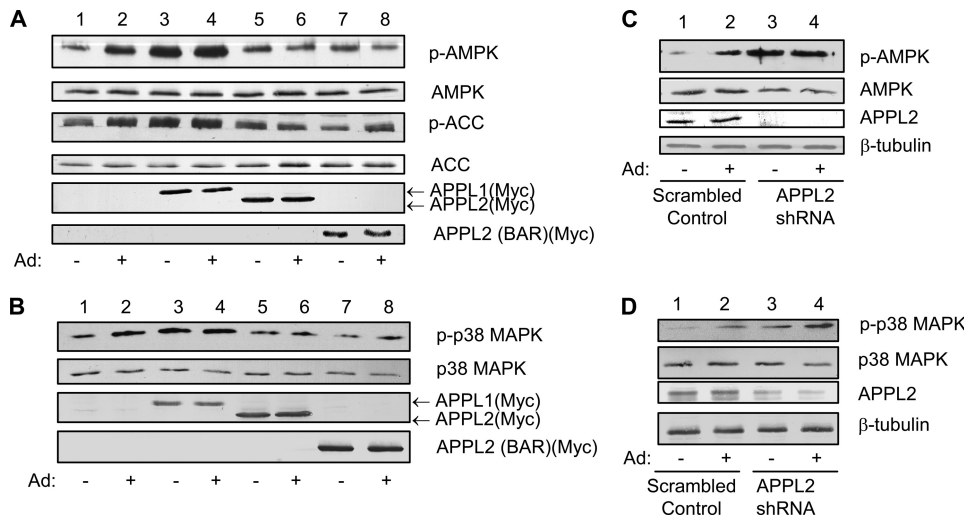 A
1 2 3 4 5 6 7 8
p-AMPK
AMPK
p-ACC
ACC
← APPL1(Myc)
← APPL2(Myc)
APPL2 (BAR)(Myc)
Ad: - + - + - + - +
B
1 2 3 4 5 6 7 8
p-p38 MAPK
p38 MAPK
← APPL1(Myc)
← APPL2(Myc)
APPL2 (BAR)(Myc)
Ad: - + - + - + - +
C
1 2 3 4
p-AMPK
AMPK
APPL2
β-tubulin
Ad: - + - +
Scrambled Control
APPL2 shRNA
D
1 2 3 4
p-p38 MAPK
p38 MAPK
APPL2
β-tubulin
Ad: - + - +
Scrambled Control
APPL2 shRNA